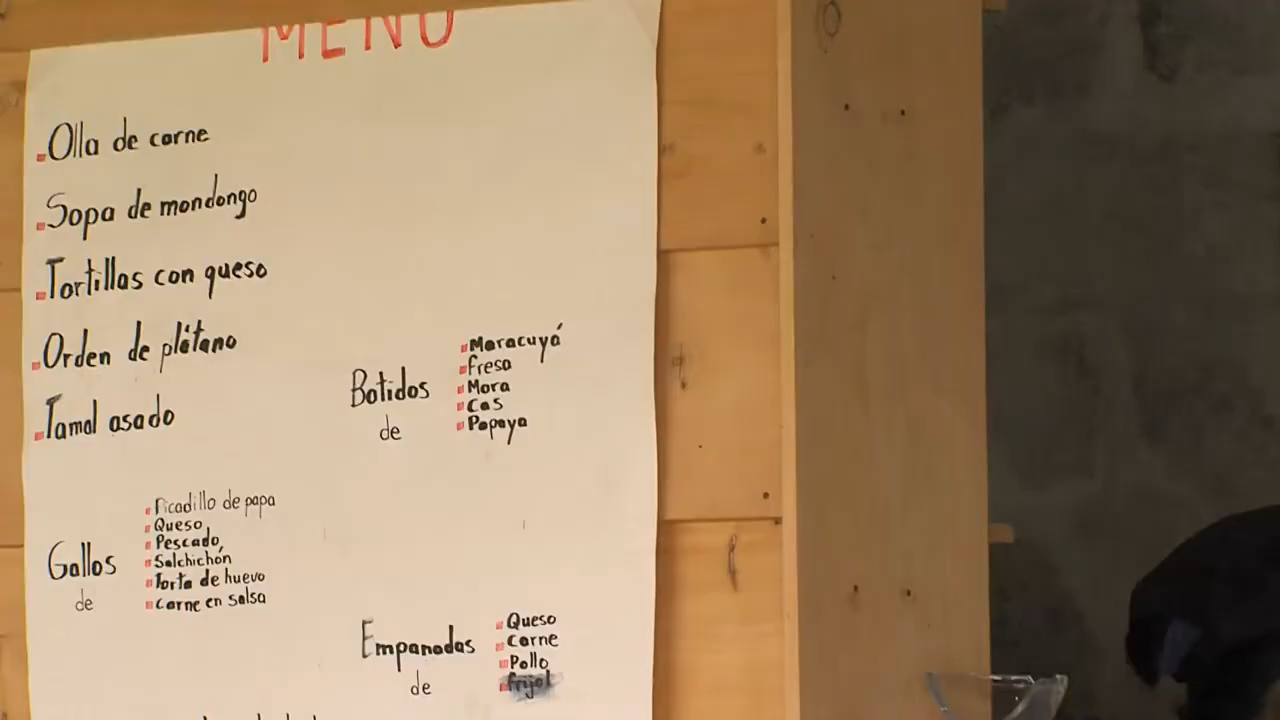 MENÚ
Olla de carne
Sopa de mondongo
Tortillas con queso
Orden de plátano
Tamal asado
Batidos
de
Maracuyá
fresa
Mora
Cas
Papaya
Gallos
de
Picadillo de papa
Queso
Pescado
Salchichón
Torta de huevo
Carne en salsa
Empanadas
de
Queso
Carne
Pollo
frijol